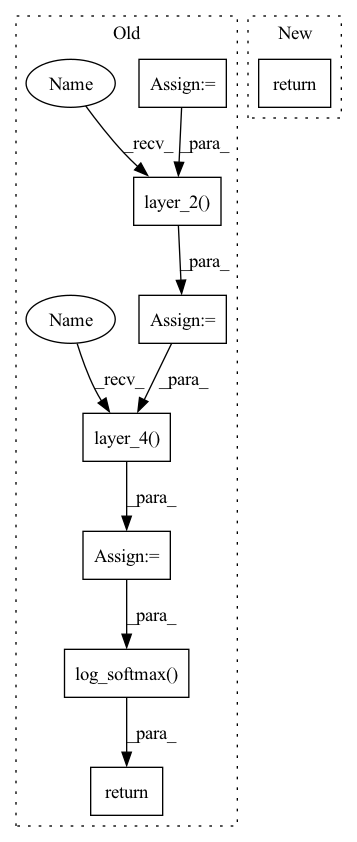 Old
New
Name
Assign:=
return
_recv_
_para_
layer_2()
_para_
Name
Assign:=
_recv_
_para_
layer_4()
_para_
Assign:=
_para_
log_softmax()
_para_
return